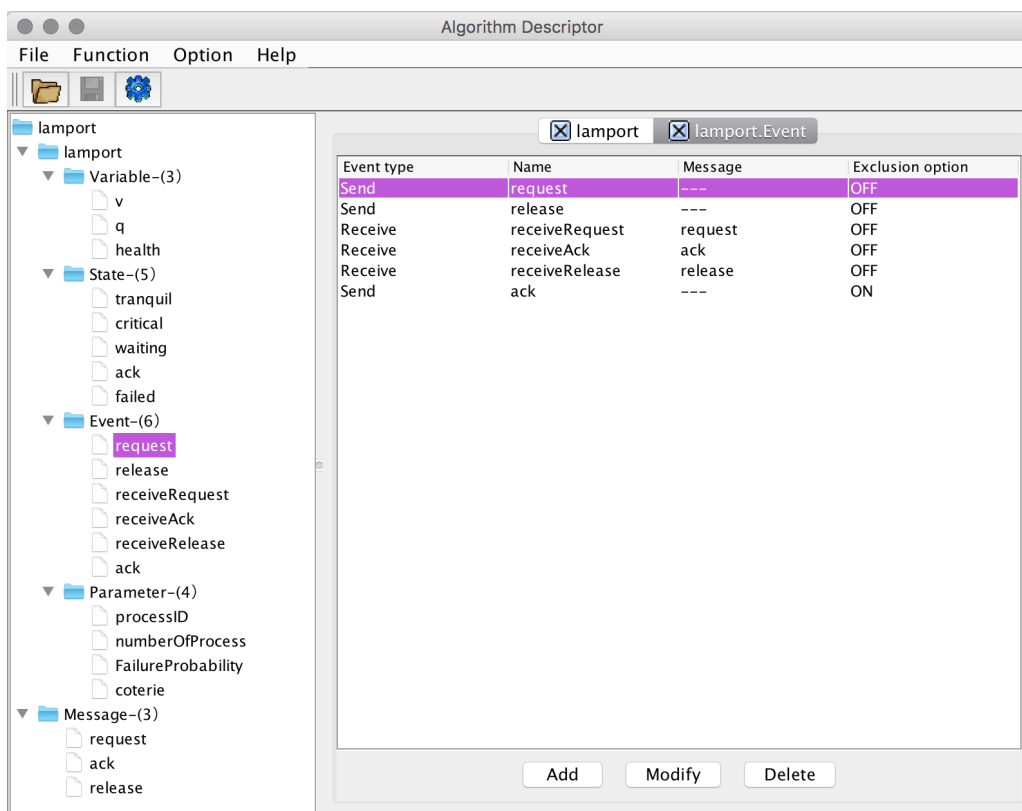 Algorithm Descriptor
File Function Option Help
lamport
lamport
Variable-(3)
v
q
health
State-(5)
tranquil
critical
waiting
ack
failed
Event-(6)
request
release
receiveRequest
receiveAck
receiveRelease
ack
Parameter-(4)
processID
numberOfProcess
FailureProbability
coterie
Message-(3)
request
ack
release
lamport lamport.Event
Event type Name Message Exclusion option
Send request --- OFF
Send release --- OFF
Receive receiveRequest request OFF
Receive receiveAck ack OFF
Receive receiveRelease release OFF
Send ack --- ON
Add Modify Delete